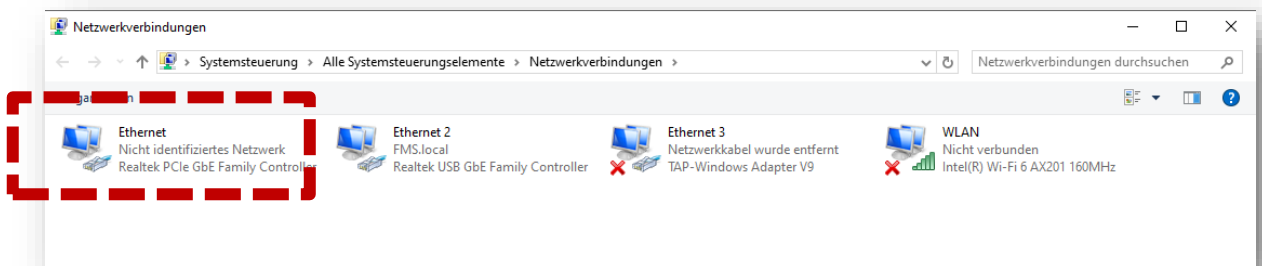 Netzwerkverbindungen
Systemsteuerung > Alle Systemsteuerungselemente > Netzwerkverbindungen >
Netzwerkverbindungen durchsuchen
Ethernet
Nicht identifiziertes Netzwerk
Realtek PCIe GbE Family Controller
Ethernet 2
FMS.local
Realtek USB GbE Family Controller
Ethernet 3
Netzwerkkabel wurde entfernt
TAP-Windows Adapter V9
WLAN
Nicht verbunden
Intel(R) Wi-Fi 6 AX201 160MHz